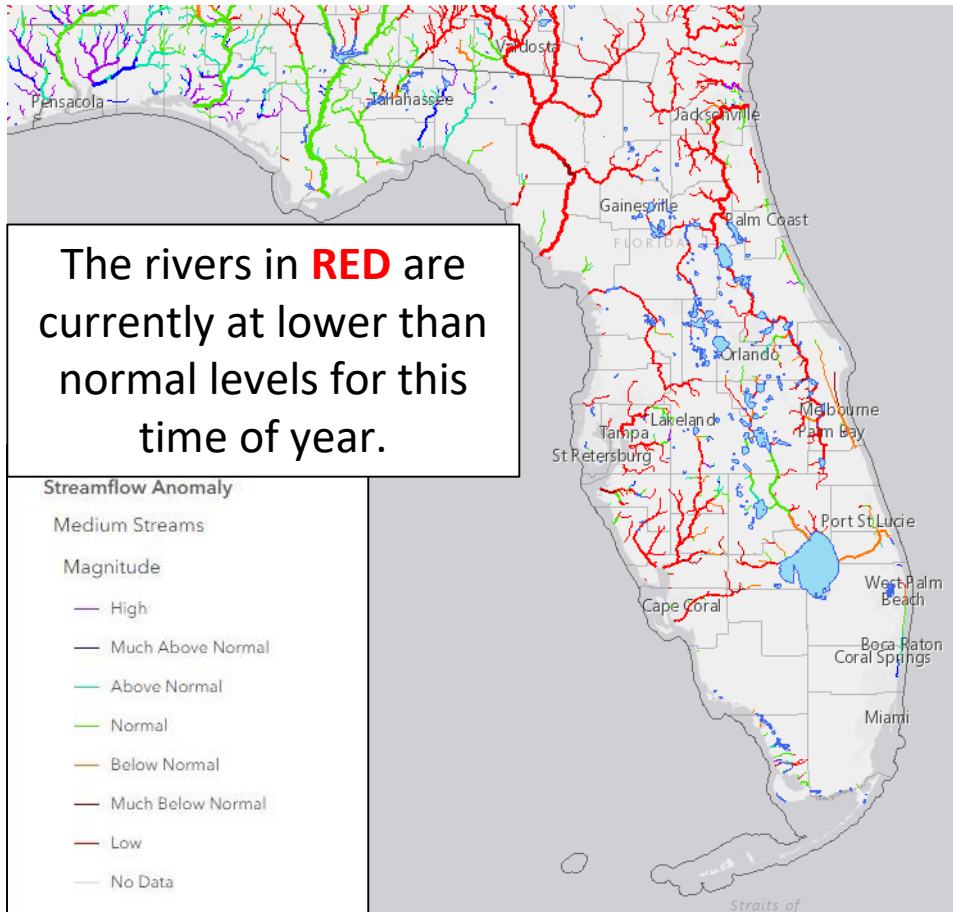 Valdosta
Pensacola
Tallahassee
Jacksonville
Gainesville
Palm Coast
FLORIDA
The rivers in RED are
currently at lower than
normal levels for this
time of year.
Orlando
Melbourne
Lakeland
Palm Bay
Tampa
St Petersburg
Streamflow Anomaly
Medium Streams
Port St Lucie
Magnitude
West Palm
Beach
High
Cape Coral
Much Above Normal
Boca Raton
Coral Springs
Above Normal
Miami
Normal
Below Normal
Much Below Normal
Low
No Data
Straits of